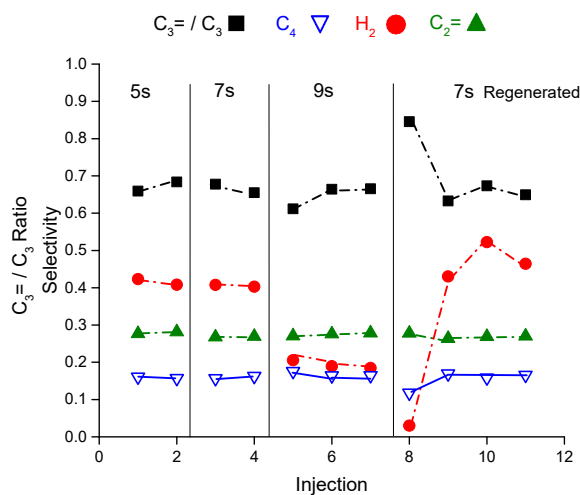 C3= / C3 C4 H2 C2=
5s 7s 9s 7s Regenerated
C3= / C3 Ratio
Selectivity
1.0
0.9
0.8
0.7
0.6
0.5
0.4
0.3
0.2
0.1
0.0
0 2 4 6 8 10 12
Injection